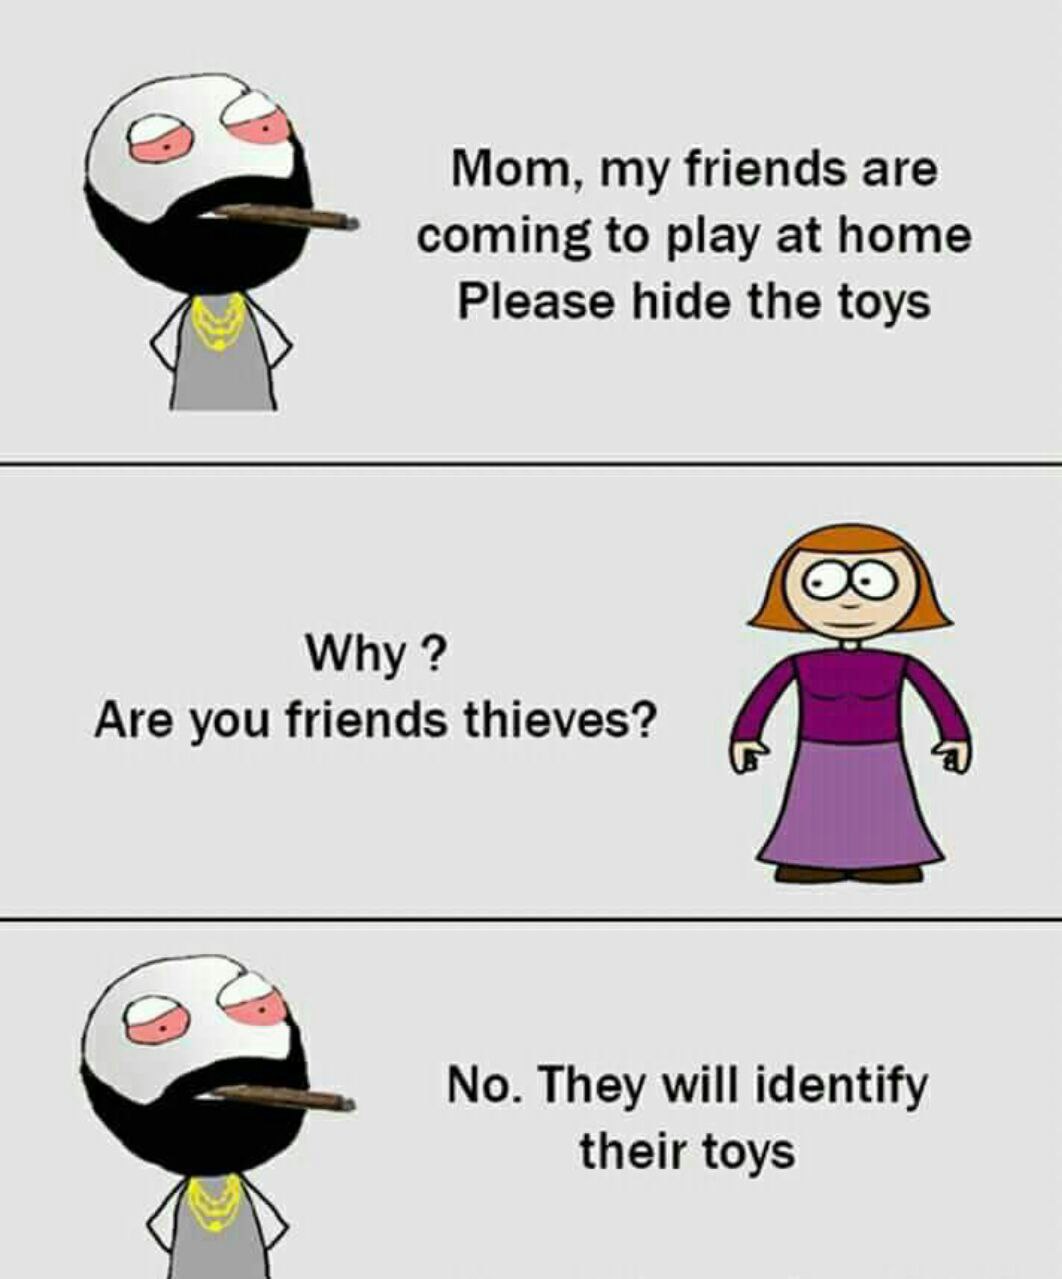 Mom, my friends are
coming to play at home
Please hide the toys
Why ?
Are you friends thieves?
No. They will identify
their toys